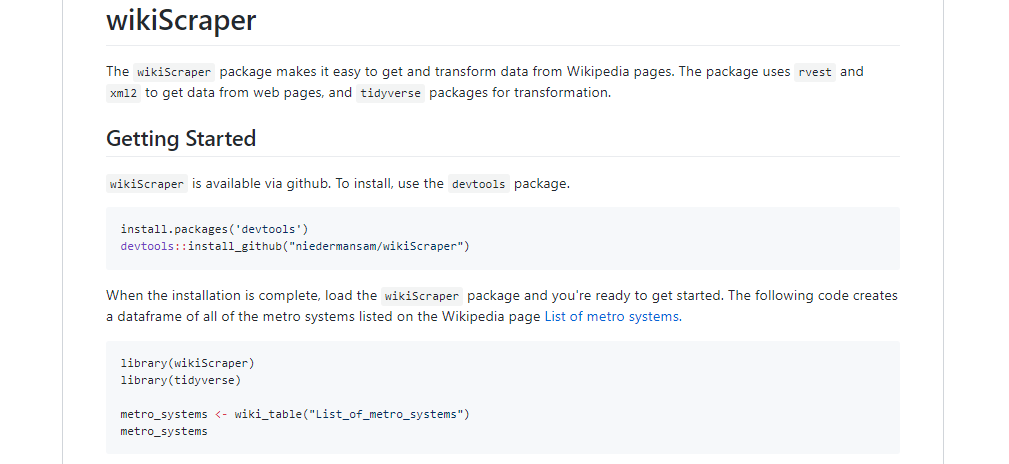 wikiScraper
The wikiScraper package makes it easy to get and transform data from Wikipedia pages. The package uses rvest and
xml2 to get data from web pages, and tidyverse packages for transformation.
Getting Started
wikiScraper is available via github. To install, use the devtools package.
install.packages('devtools')
devtools::install_github("niedermansam/wikiScraper")
When the installation is complete, load the wikiScraper package and you're ready to get started. The following code creates
a dataframe of all of the metro systems listed on the Wikipedia page List of metro systems.
library(wikiScraper)
library(tidyverse)
metro_systems <- wiki_table("List_of_metro_systems")
metro_systems